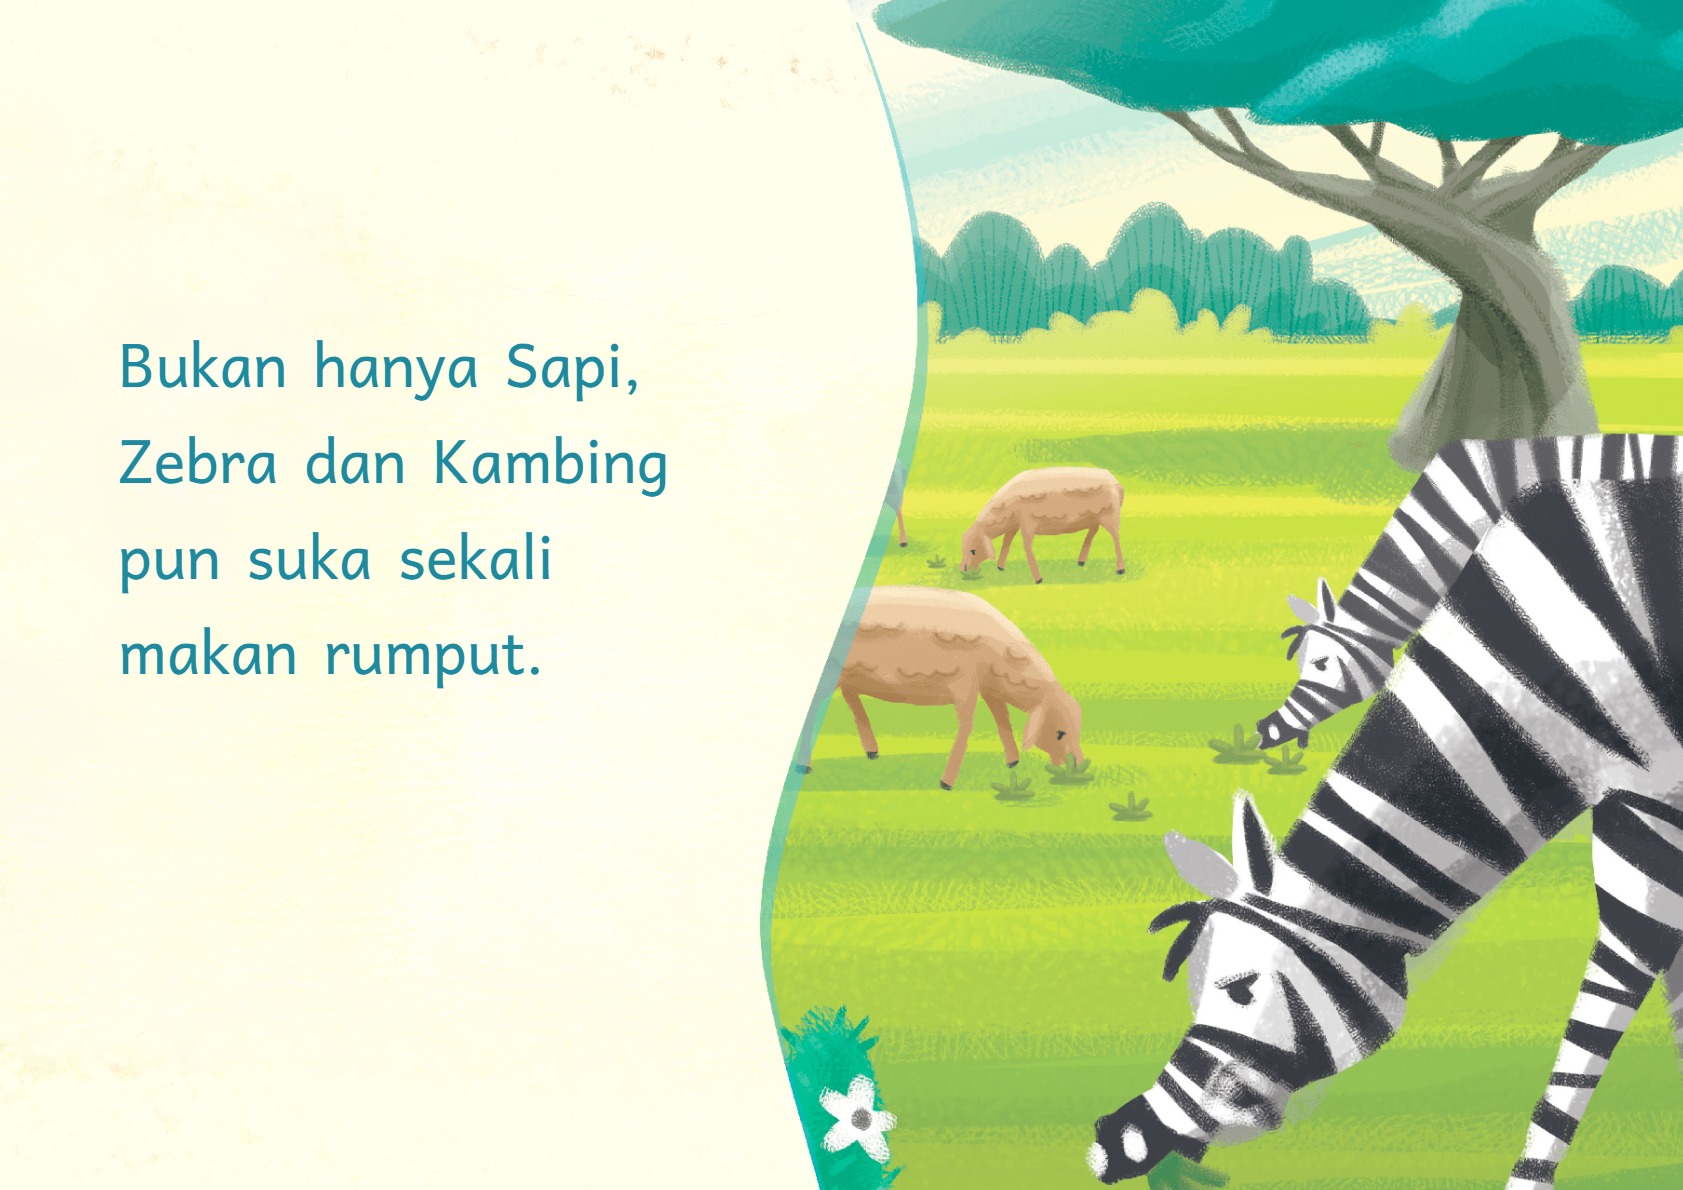 Bukan hanya Sapi,
Zebra dan Kambing
pun suka sekali
makan rumput.